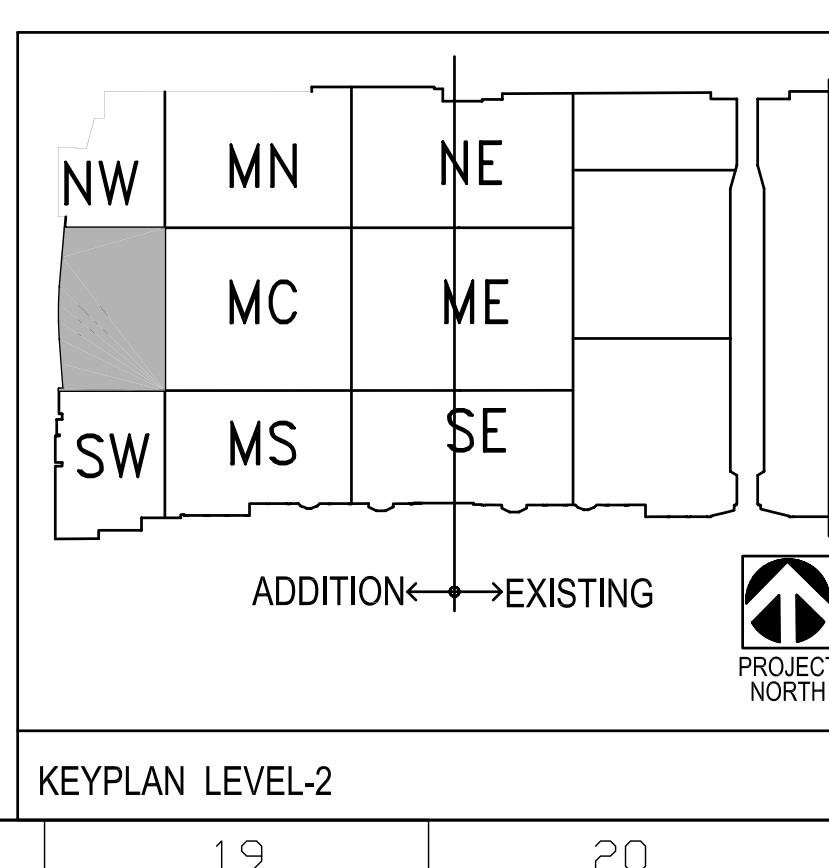 NW MN NE
MC ME
SW MS SE
ADDITION EXISTING
PROJECT
NORTH
KEYPLAN LEVEL-2
19 20